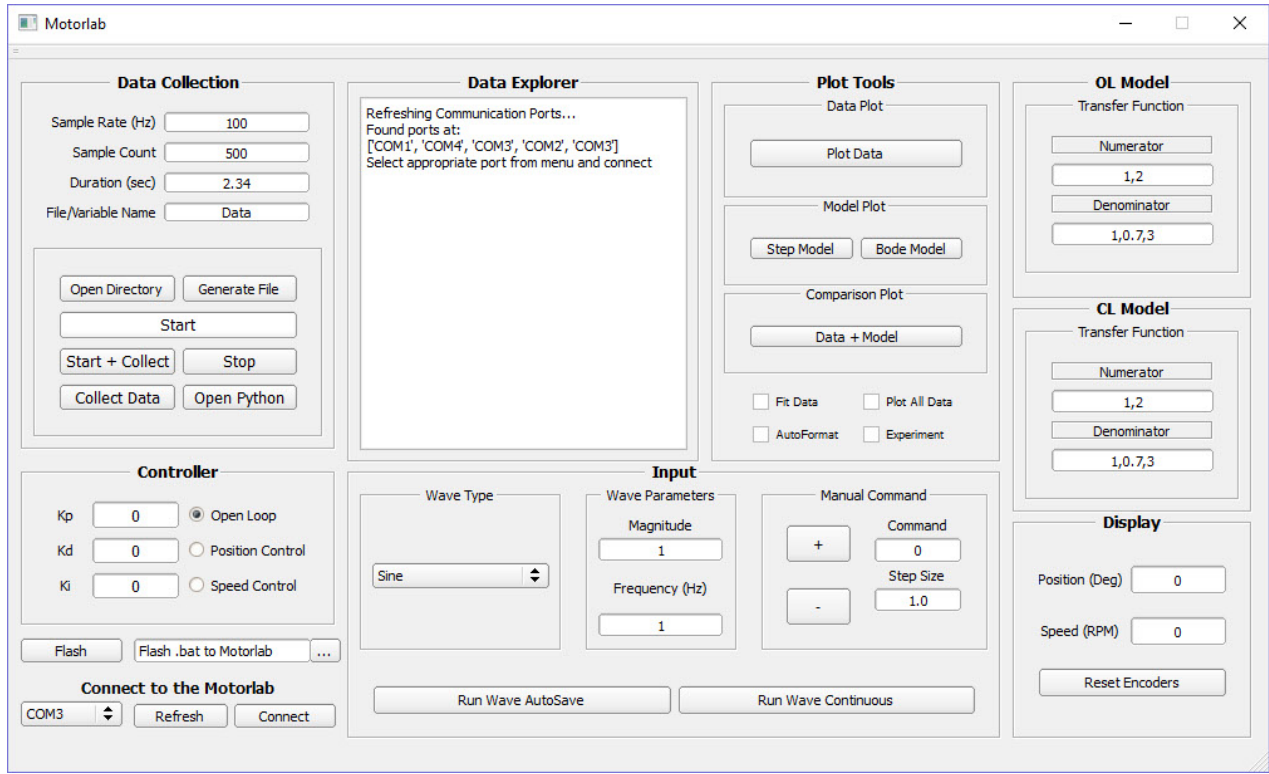 Motorlab
Data Collection
Sample Rate (Hz) 100
Sample Count 500
Duration (sec) 2.34
File/Variable Name Data
Open Directory Generate File
Start
Start + Collect Stop
Collect Data Open Python
Data Explorer
Refreshing Communication Ports...
Found ports at:
['COM1', 'COM4', 'COM3', 'COM2', 'COM3']
Select appropriate port from menu and connect
Plot Tools
Data Plot
Plot Data
Model Plot
Step Model Bode Model
Comparison Plot
Data + Model
Fit Data Plot All Data
AutoFormat Experiment
OL Model
Transfer Function
Numerator
1,2
Denominator
1,0.7,3
CL Model
Transfer Function
Numerator
1,2
Denominator
1,0.7,3
Controller
Kp 0 Open Loop
Kd 0 Position Control
Ki 0 Speed Control
Flash Flash .bat to Motorlab ...
Connect to the Motorlab
COM3 Refresh Connect
Input
Wave Type
Sine
Wave Parameters
Magnitude
1
Frequency (Hz)
1
Manual Command
+ Command
0
Step Size
- 1.0
Run Wave AutoSave Run Wave Continuous
Display
Position (Deg) 0
Speed (RPM) 0
Reset Encoders